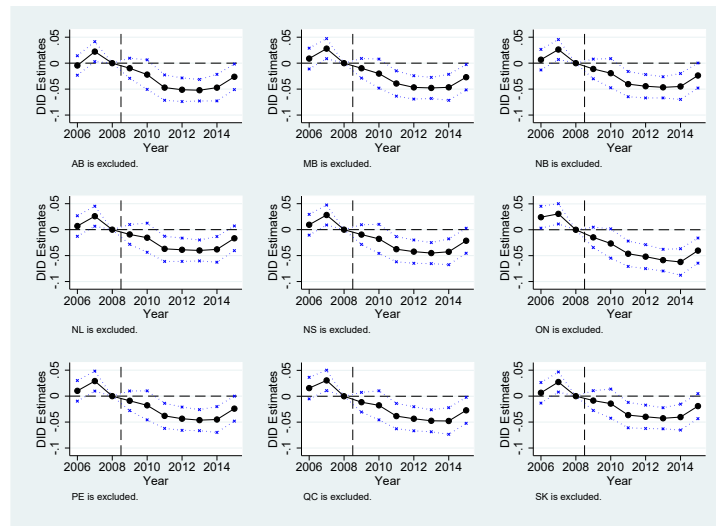 DID Estimates
.05
0
-.05
-.1
2006 2008 2010 2012 2014
Year
AB is excluded.
DID Estimates
.05
0
-.05
-.1
2006 2008 2010 2012 2014
Year
MB is excluded.
DID Estimates
.05
0
-.05
-.1
2006 2008 2010 2012 2014
Year
NB is excluded.
DID Estimates
.05
0
-.05
-.1
2006 2008 2010 2012 2014
Year
NL is excluded.
DID Estimates
.05
0
-.05
-.1
2006 2008 2010 2012 2014
Year
NS is excluded.
DID Estimates
.05
0
-.05
-.1
2006 2008 2010 2012 2014
Year
ON is excluded.
DID Estimates
.05
0
-.05
-.1
2006 2008 2010 2012 2014
Year
PE is excluded.
DID Estimates
.05
0
-.05
-.1
2006 2008 2010 2012 2014
Year
QC is excluded.
DID Estimates
.05
0
-.05
-.1
2006 2008 2010 2012 2014
Year
SK is excluded.